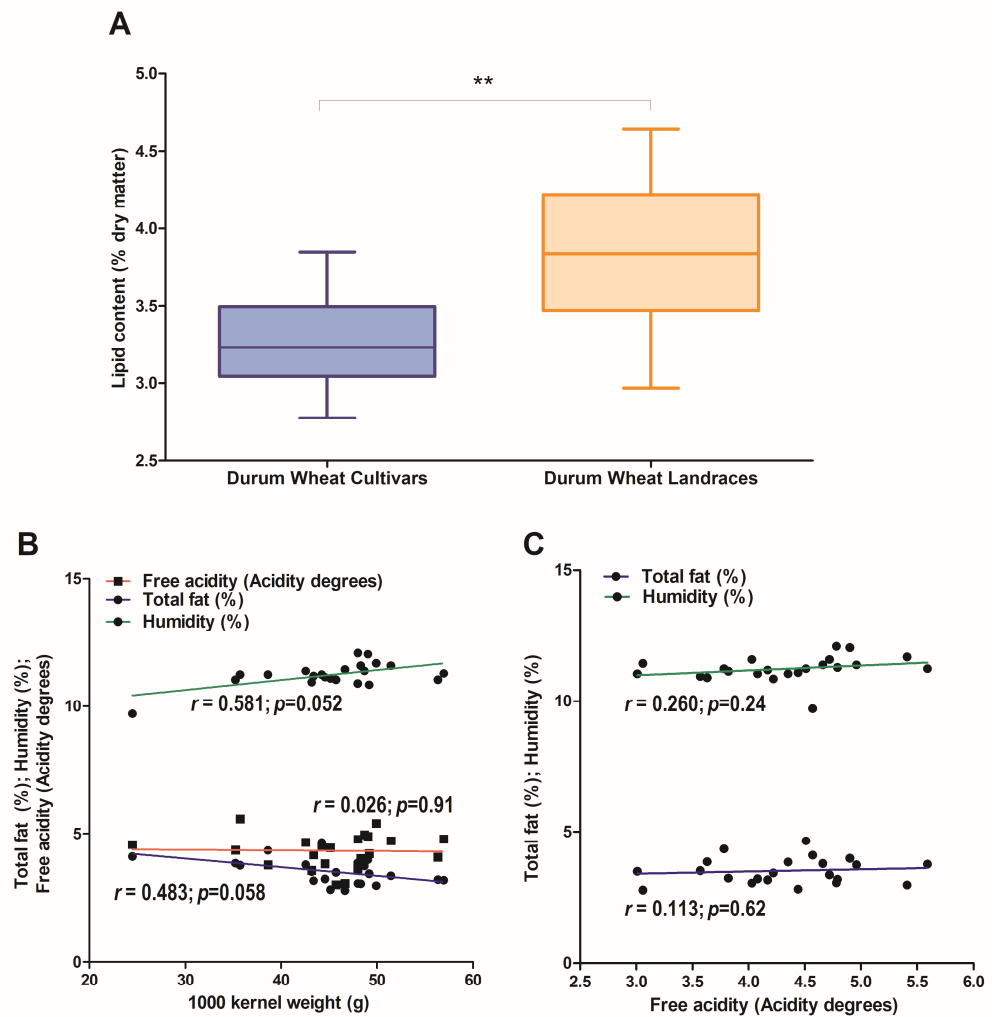 A
**
5.0
4.5
4.0
3.5
3.0
2.5
Lipid content (% dry matter)
Durum Wheat Cultivars
Durum Wheat Landraces
B
Free acidity (Acidity degrees)
Total fat (%)
Humidity (%)
15
10
5
0
Total fat (%); Humidity (%);
Free acidity (Acidity degrees)
r = 0.581; p=0.052
r = 0.026; p=0.91
r = 0.483; p=0.058
20
30
40
50
60
1000 kernel weight (g)
C
Total fat (%)
Humidity (%)
15
10
5
0
Total fat (%); Humidity (%)
r = 0.260; p=0.24
r = 0.113; p=0.62
2.5
3.0
3.5
4.0
4.5
5.0
5.5
6.0
Free acidity (Acidity degrees)